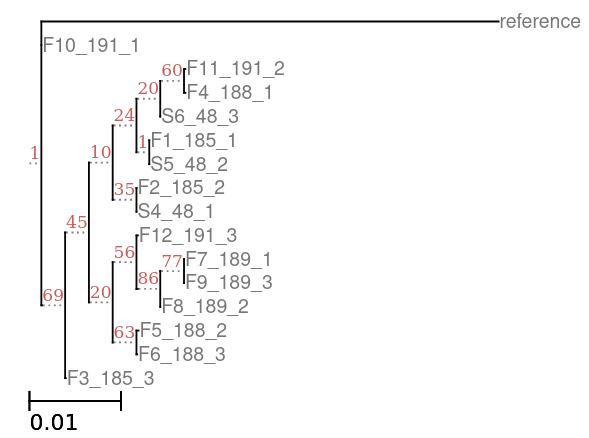 reference
F10_191_1
60 F11_191_2
20 F4_188_1
24 S6_48_3
1 F1_185_1
1 10 S5_48_2
35 F2_185_2
S4_48_1
45 F12_191_3
56 77 F7_189_1
86 F9_189_3
69 20 F8_189_2
63 F5_188_2
F6_188_3
F3_185_3
0.01